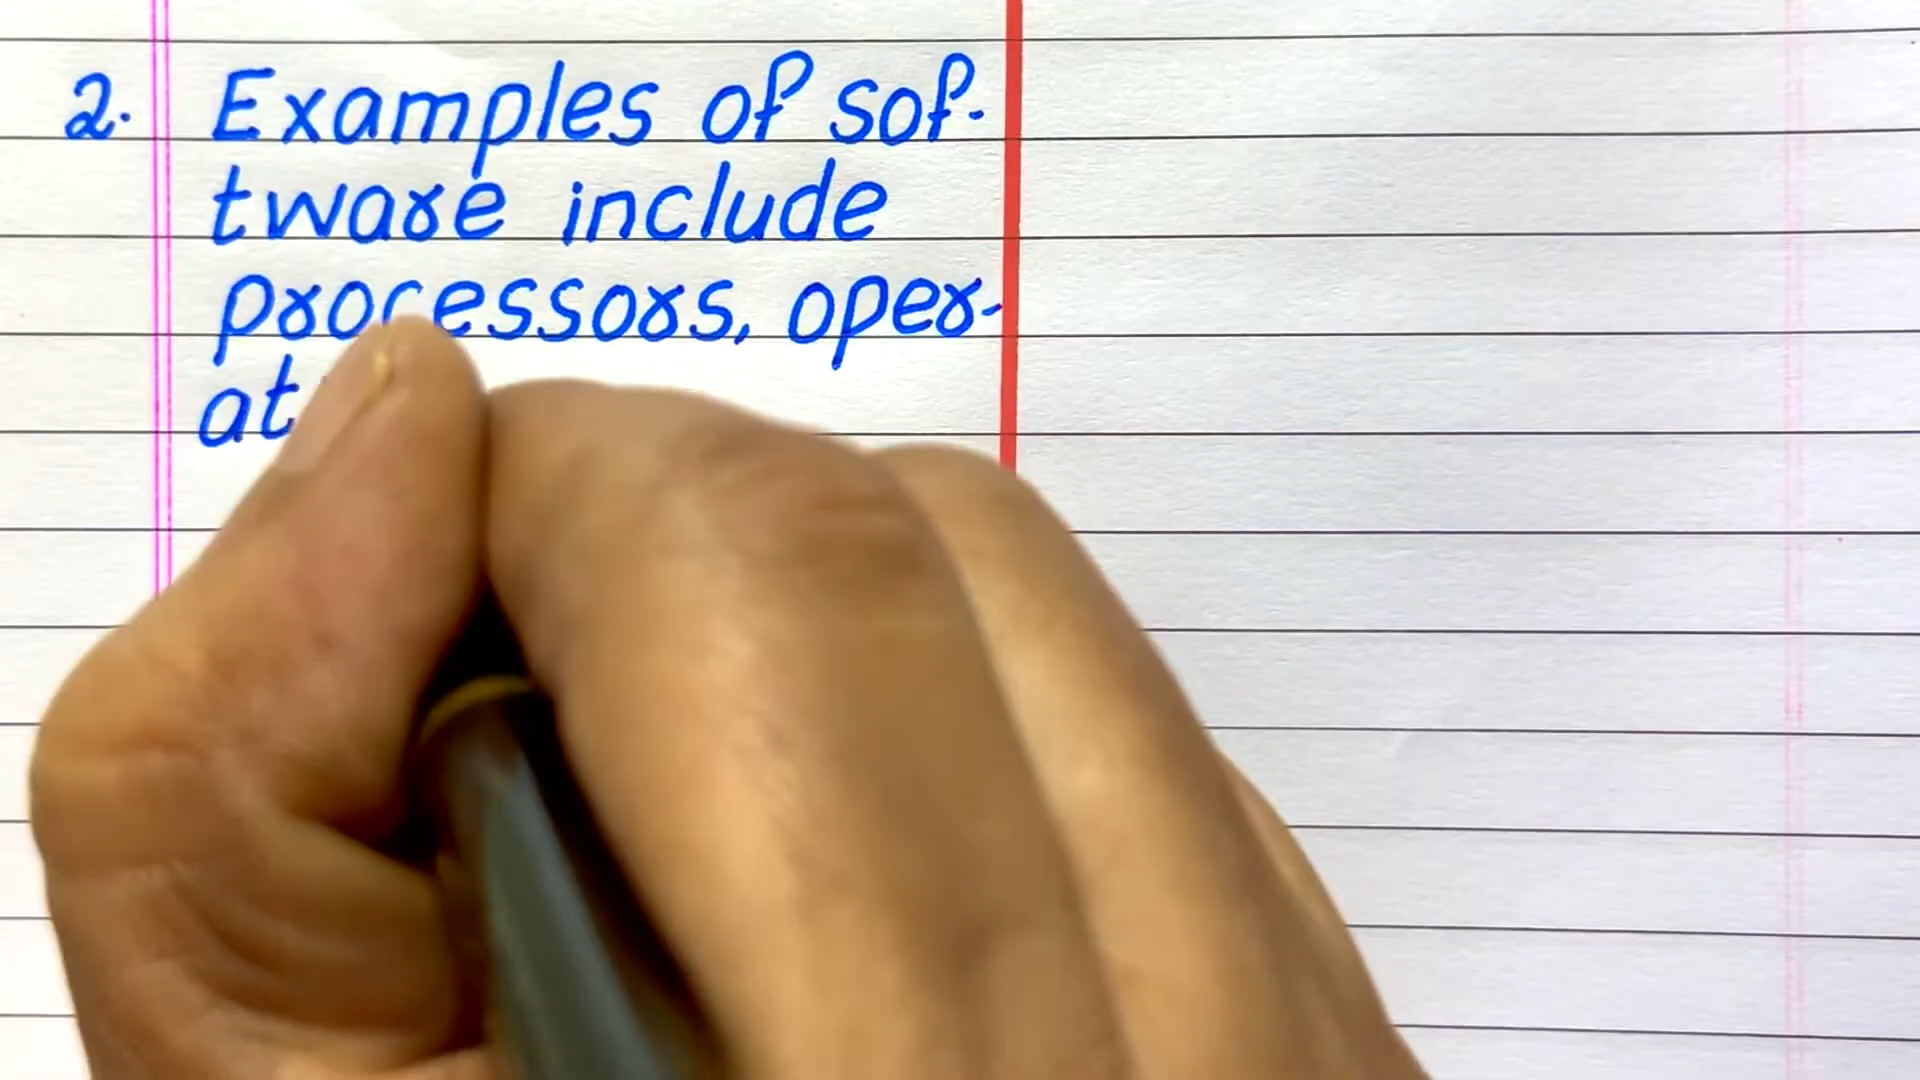 2. Examples of sof-
tware include
processors, oper-
at